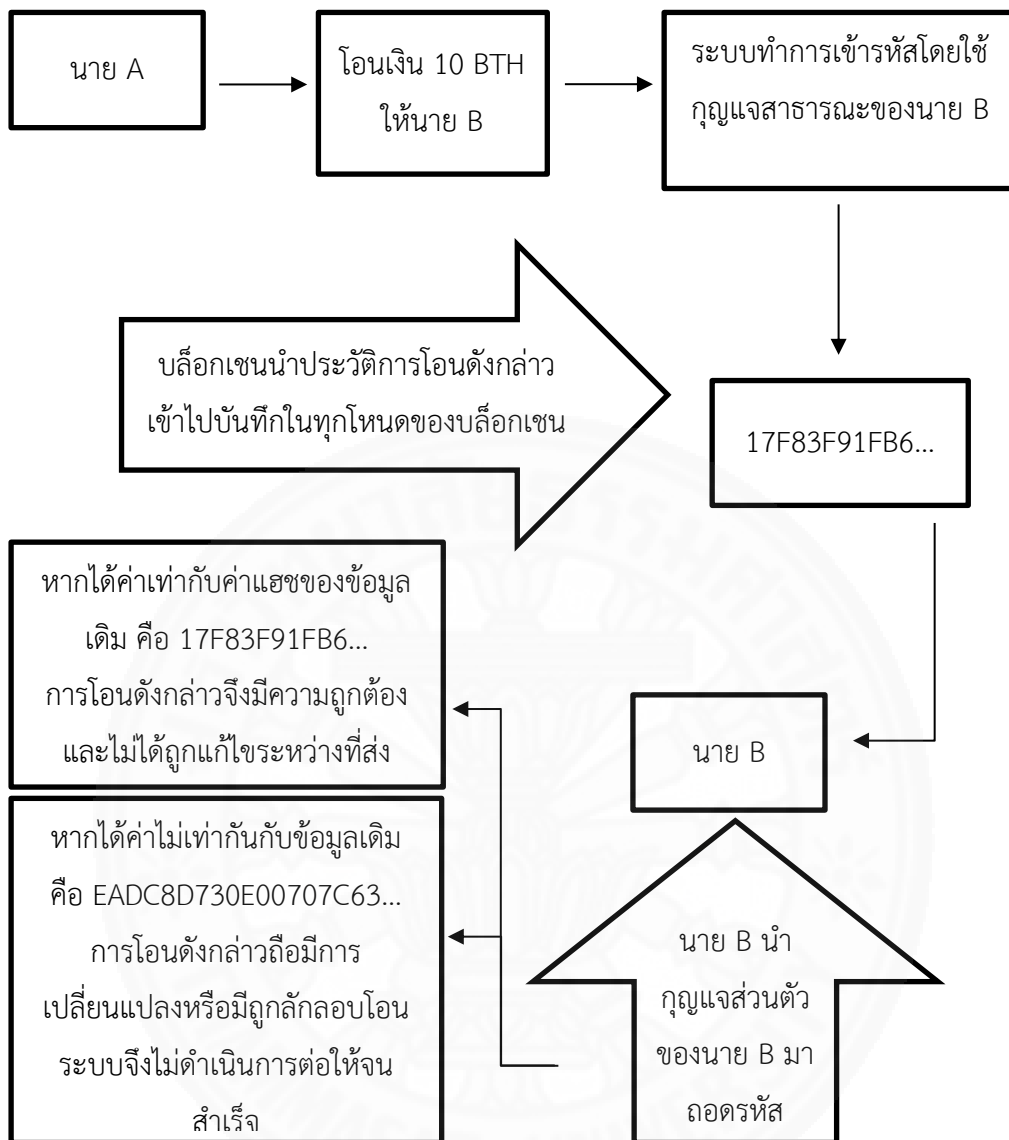 นาย A
โอนเงิน 10 BTH
ให้นาย B
ระบบทำการเข้ารหัสโดยใช้
กุญแจสาธารณะของนาย B
บล็อกเชนนำประวัติการโอนดังกล่าว
เข้าไปบันทึกในทุกโหนดของบล็อกเชน
17F83F91FB6...
หากได้ค่าเท่ากับค่าแฮชของข้อมูล
เดิม คือ 17F83F91FB6...
การโอนดังกล่าวจึงมีความถูกต้อง
และไม่ได้ถูกแก้ไขระหว่างที่ส่ง
นาย B
หากได้ค่าไม่เท่ากันกับข้อมูลเดิม
คือ EADC8D730E00707C63...
การโอนดังกล่าวถือมีการ
เปลี่ยนแปลงหรือมีถูกลักลอบโอน
ระบบจึงไม่ดำเนินการต่อให้จน
สำเร็จ
นาย B นำ
กุญแจส่วนตัว
ของนาย B มา
ถอดรหัส